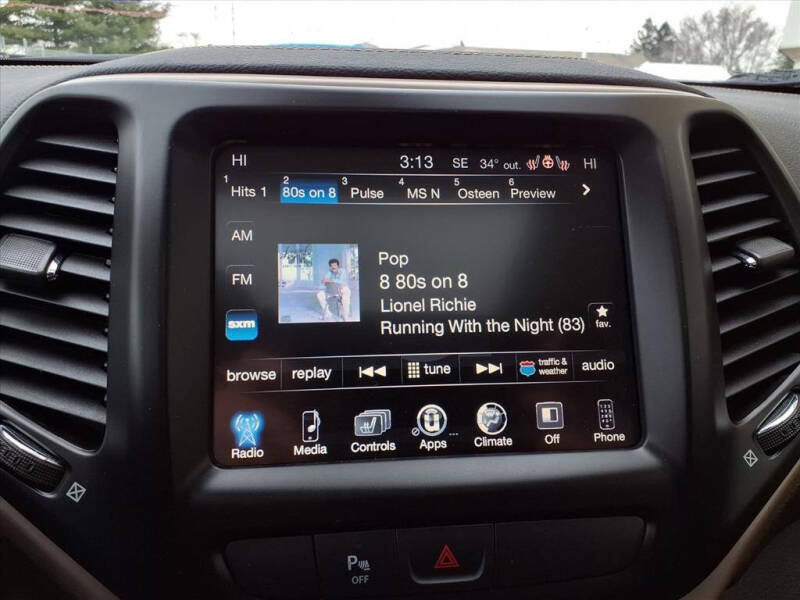 HI 3:13 SE 34° out. HI
1 Hits 1 2 80s on 8 3 Pulse 4 MS N 5 Osteen 6 Preview
AM
FM
sxm
Pop
8 80s on 8
Lionel Richie
Running With the Night (83)
fav.
browse replay tune traffic & weather audio
Radio Media Controls Apps ... Climate Off Phone
P OFF